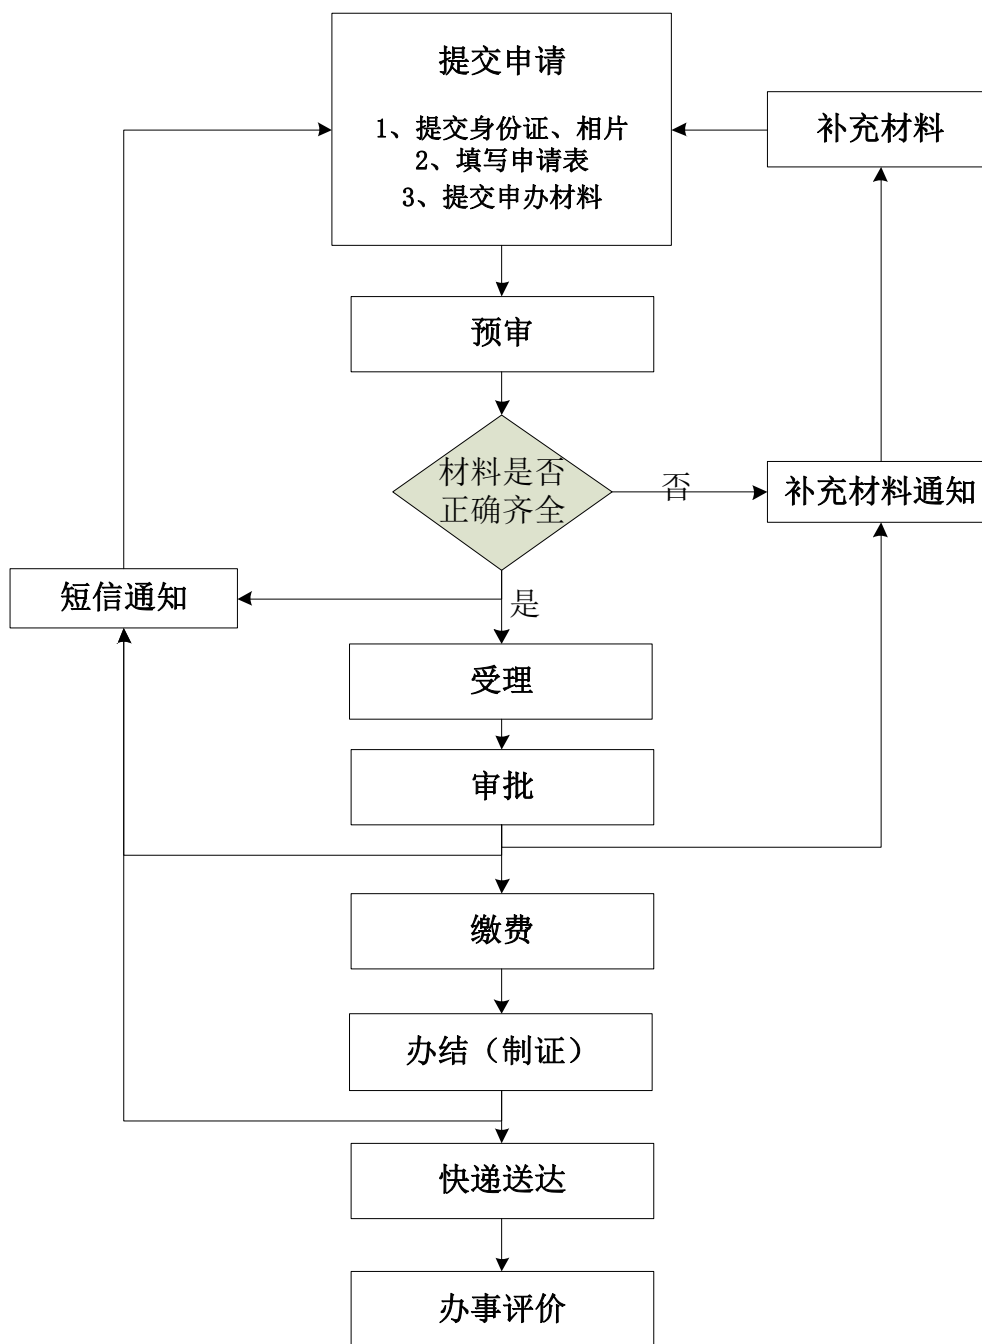 提交申请
1、提交身份证、相片
2、填写申请表
3、提交申办材料
补充材料
预审
材料是否
正确齐全
否
补充材料通知
短信通知
是
受理
审批
缴费
办结（制证）
快递送达
办事评价